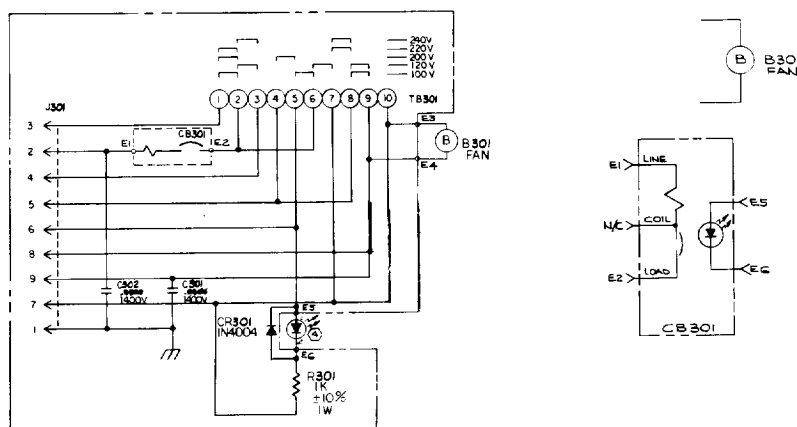 240V
220V
200V
120V
100V
1 2 3 4 5 6 7 8 9 10
TB301
J301
3
2
4
5
6
8
9
7
1
E1
CB301
E2
E3
E4
B
B301
FAN
C302
1400V
C301
1400V
E5
E6
4
CR301
1N4004
R301
1K
±10%
1W
B
B30
FAN
E1
LINE
N/C
COIL
E2
LOAD
E5
E6
CB301